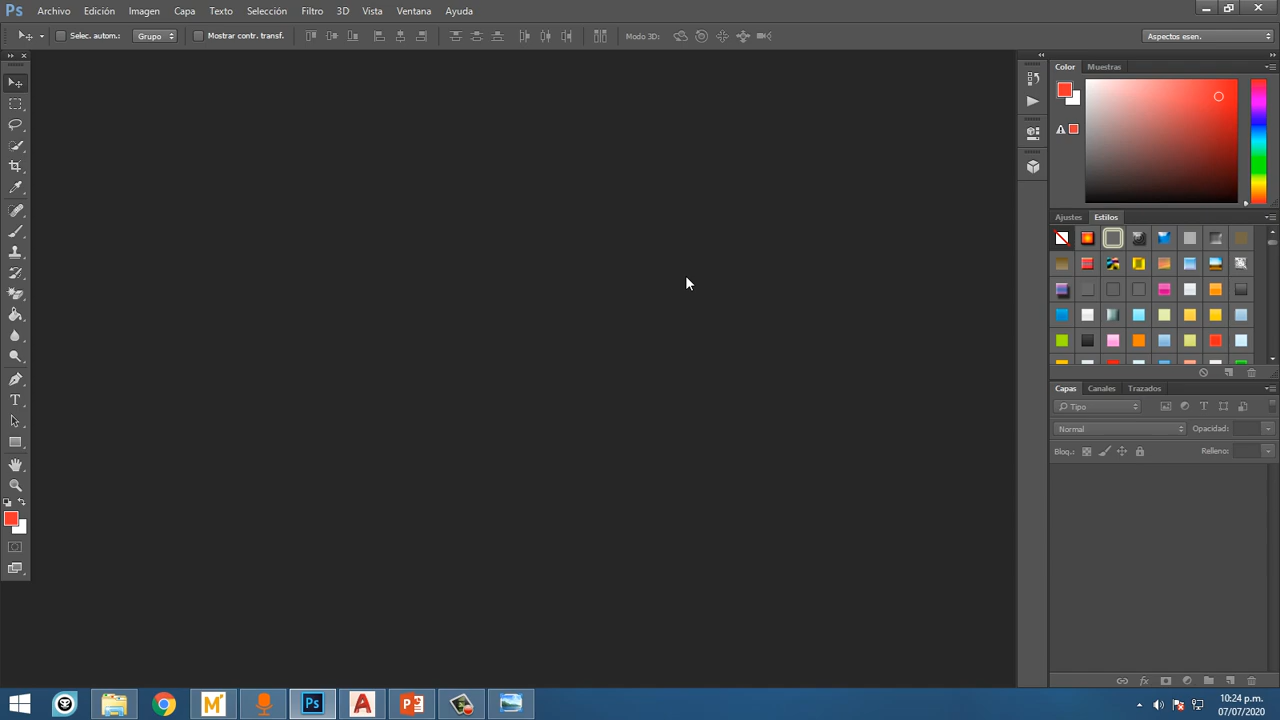 Ps Archivo Edición Imagen Capa Texto Selección Filtro 3D Vista Ventana Ayuda
Selec. autom.: Grupo Mostrar contr. transf. Modo 3D: Aspectos esen.
Color Muestras
Ajustes Estilos
Capas Canales Trazados
Tipo
Normal Opacidad:
Bloq.: Relleno:
10:24 p.m.
07/07/2020